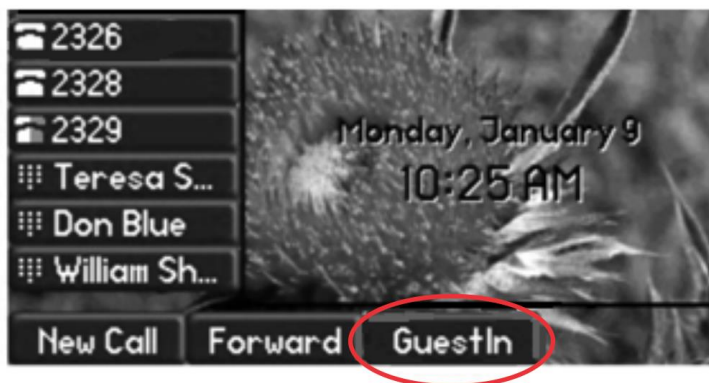 2326
2328
2329
Teresa S...
Don Blue
William Sh...
Monday, January 9
10:25 AM
New Call
Forward
GuestIn